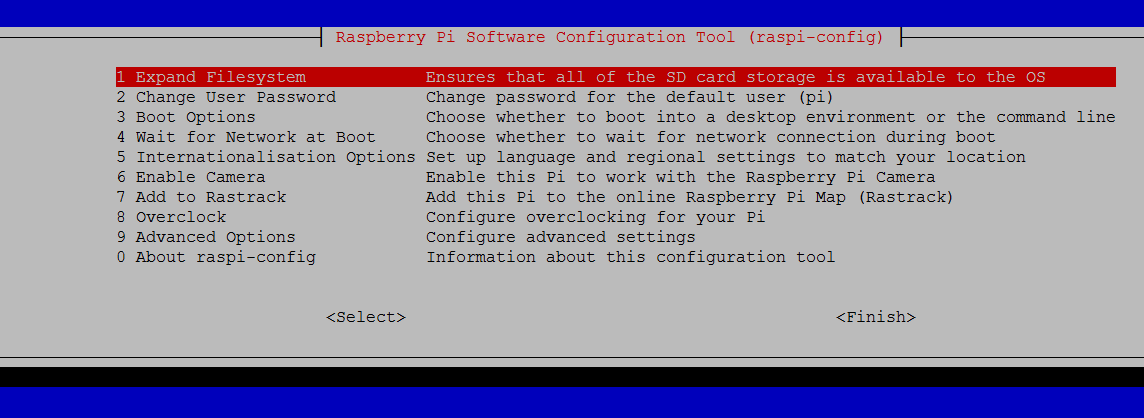 Raspberry Pi Software Configuration Tool (raspi-config)
1 Expand Filesystem Ensures that all of the SD card storage is available to the OS
2 Change User Password Change password for the default user (pi)
3 Boot Options Choose whether to boot into a desktop environment or the command line
4 Wait for Network at Boot Choose whether to wait for network connection during boot
5 Internationalisation Options Set up language and regional settings to match your location
6 Enable Camera Enable this Pi to work with the Raspberry Pi Camera
7 Add to Rastrack Add this Pi to the online Raspberry Pi Map (Rastrack)
8 Overclock Configure overclocking for your Pi
9 Advanced Options Configure advanced settings
0 About raspi-config Information about this configuration tool
<Select> <Finish>